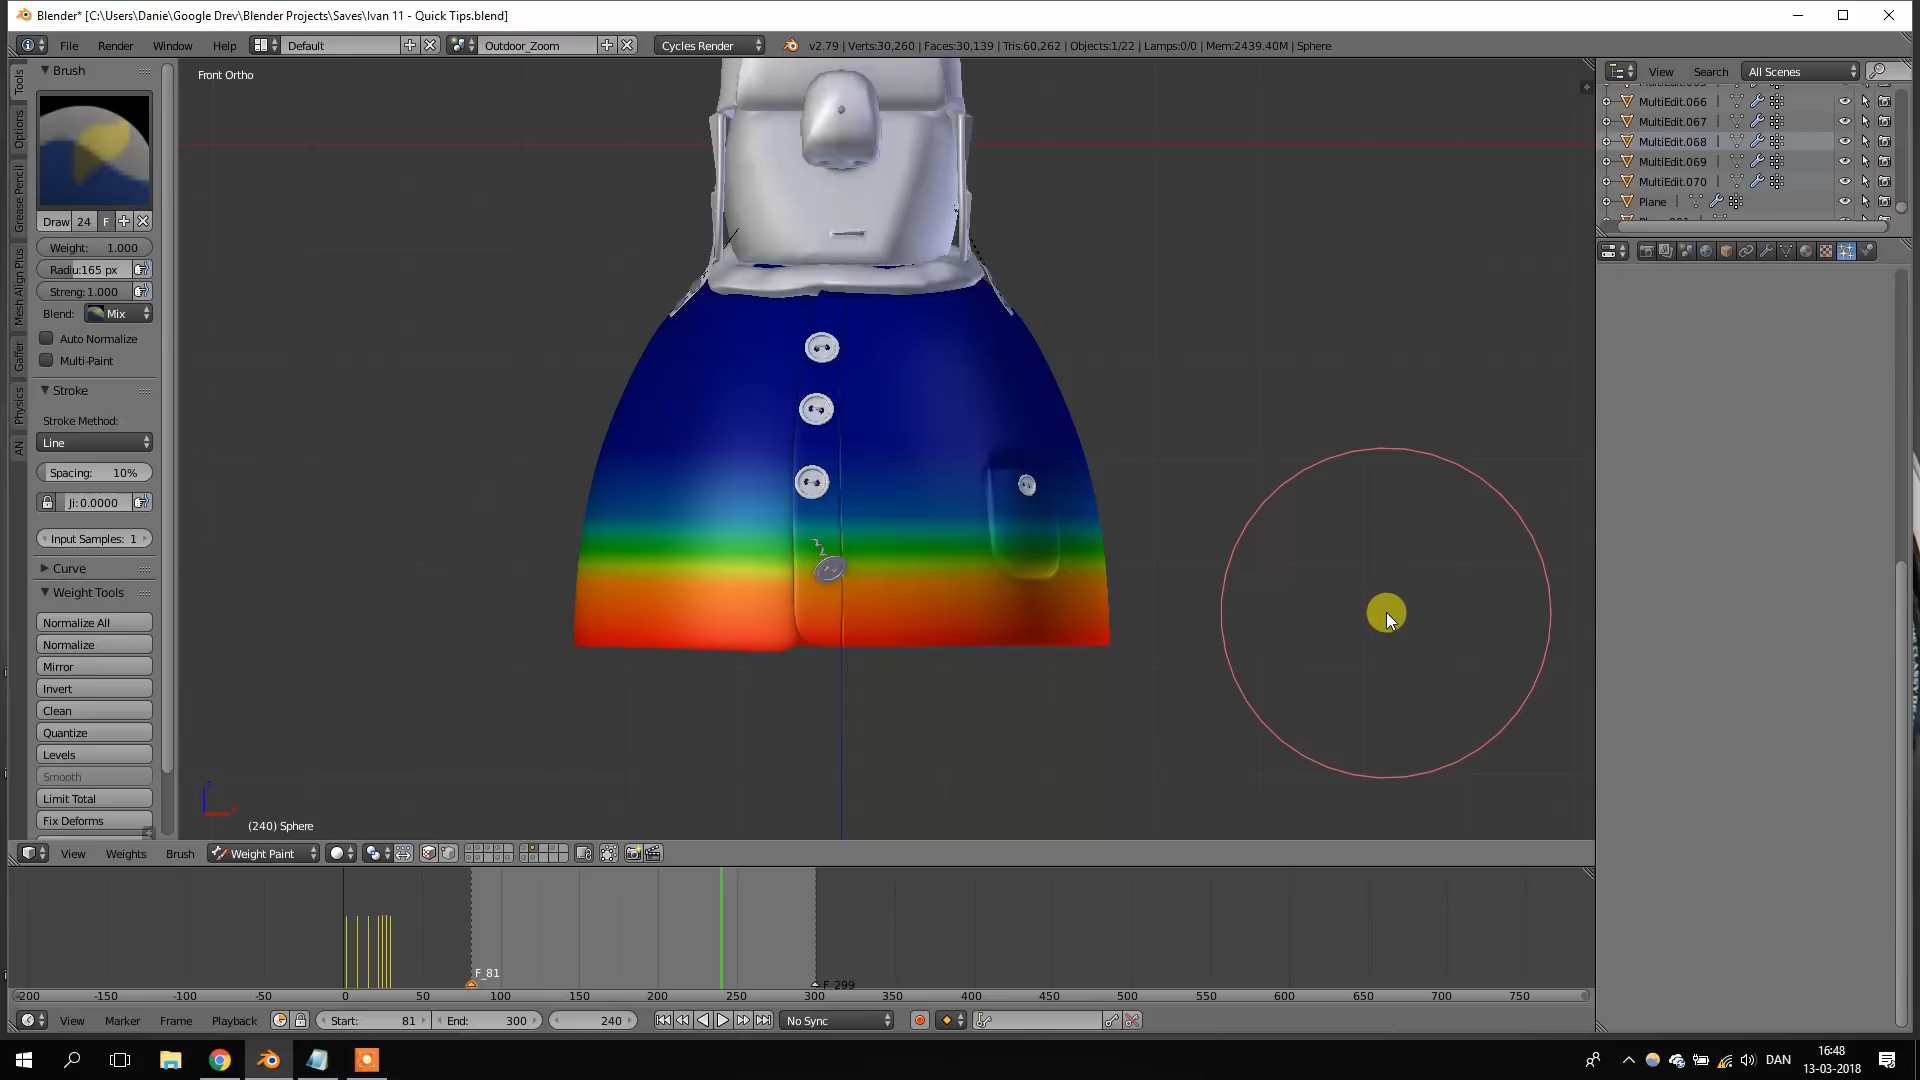 Blender* [C:\Users\Danie\Google Drev\Blender Projects\Saves\Ivan 11 - Quick Tips.blend]
File Render Window Help Default Outdoor_Zoom Cycles Render v2.79 | Verts:30,260 | Faces:30,139 | Tris:60,262 | Objects:1/22 | Lamps:0/0 | Mem:2439.40M | Sphere
Brush
Front Ortho
View Search All Scenes
MultiEdit.066
MultiEdit.067
MultiEdit.068
MultiEdit.069
MultiEdit.070
Plane
Tools
Options
Grease Pencil
Mesh Align Plus
Gaffer
Physics
AN
Draw 24 F
Weight: 1.000
Radiu:165 px
Streng:1.000
Blend: Mix
Auto Normalize
Multi-Paint
Stroke
Stroke Method:
Line
Spacing: 10%
Ji:0.0000
Input Samples: 1
Curve
Weight Tools
Normalize All
Normalize
Mirror
Invert
Clean
Quantize
Levels
Smooth
Limit Total
Fix Deforms
(240) Sphere
View Weights Brush Weight Paint
F_81
F_299
-200 -150 -100 -50 0 50 100 150 200 250 300 350 400 450 500 550 600 650 700 750
View Marker Frame Playback Start: 81 End: 300 240 No Sync
DAN
16:48
13-03-2018